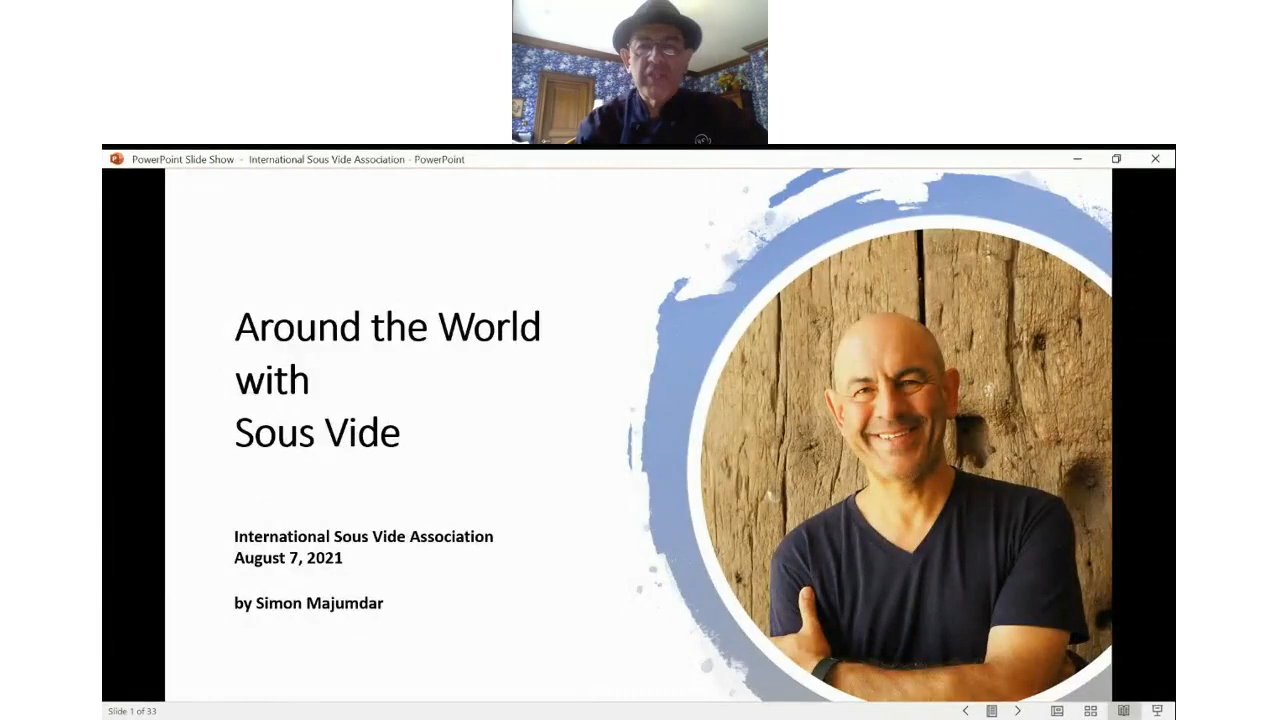 PowerPoint Slide Show - International Sous Vide Association - PowerPoint
Around the World
with
Sous Vide
International Sous Vide Association
August 7, 2021
by Simon Majumdar
Slide 1 of 33